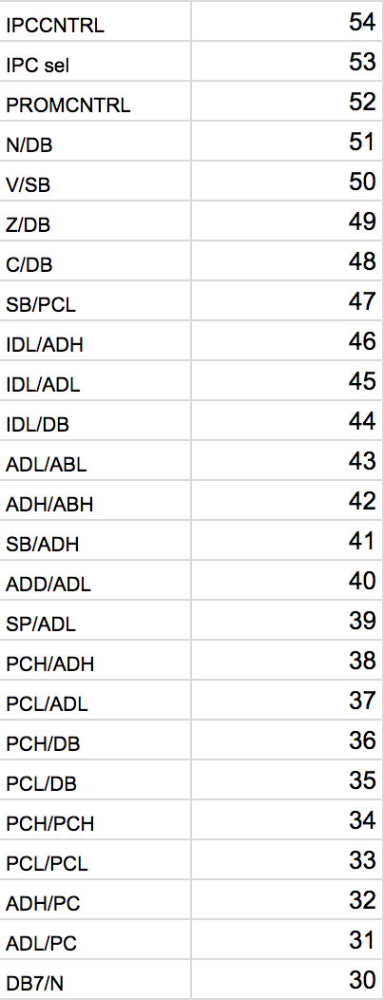 IPCCNTRL 54
IPC sel 53
PROMCNTRL 52
N/DB 51
V/SB 50
Z/DB 49
C/DB 48
SB/PCL 47
IDL/ADH 46
IDL/ADL 45
IDL/DB 44
ADL/ABL 43
ADH/ABH 42
SB/ADH 41
ADD/ADL 40
SP/ADL 39
PCH/ADH 38
PCL/ADL 37
PCH/DB 36
PCL/DB 35
PCH/PCH 34
PCL/PCL 33
ADH/PC 32
ADL/PC 31
DB7/N 30